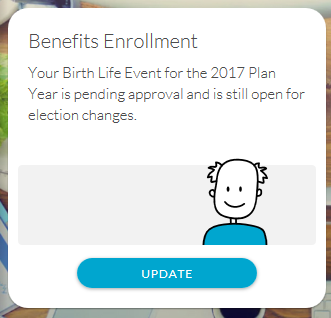 Benefits Enrollment
Your Birth Life Event for the 2017 Plan
Year is pending approval and is still open for
election changes.
UPDATE